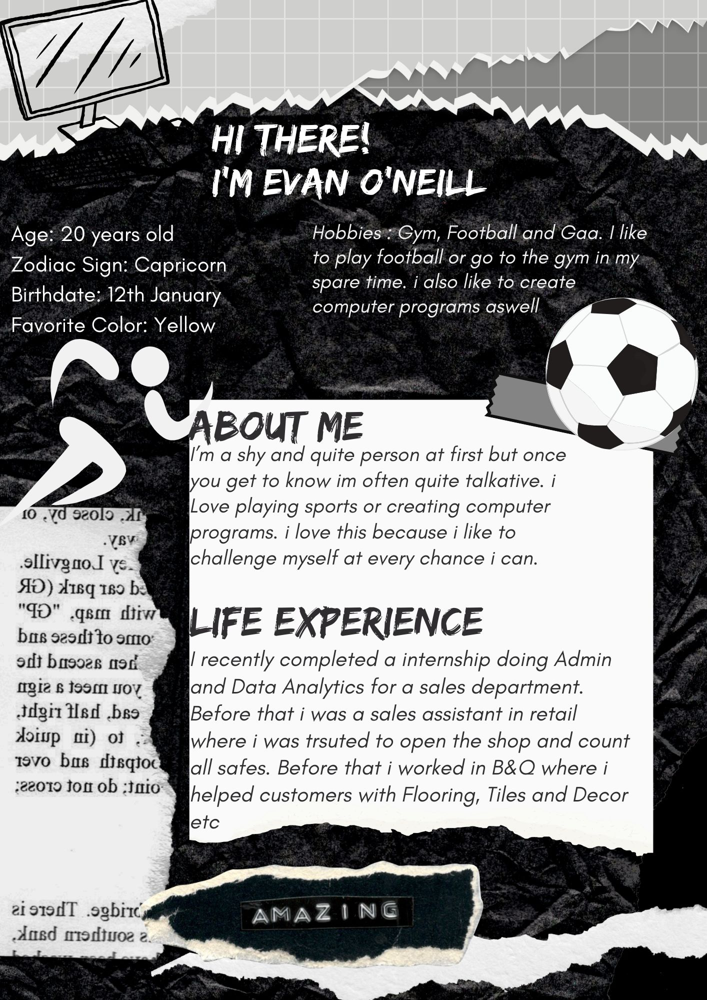 HI THERE!
I'M EVAN O'NEILL
Age: 20 years old
Zodiac Sign: Capricorn
Birthdate: 12th January
Favorite Color: Yellow
Hobbies : Gym, Football and Gaa. I like
to play football or go to the gym in my
spare time. i also like to create
computer programs aswell
ABOUT ME
I'm a shy and quite person at first but once
you get to know im often quite talkative. i
Love playing sports or creating computer
programs. i love this because i like to
challenge myself at every chance i can.
LIFE EXPERIENCE
I recently completed a internship doing Admin
and Data Analytics for a sales department.
Before that i was a sales assistant in retail
where i was trsuted to open the shop and count
all safes. Before that i worked in B&Q where i
helped customers with Flooring, Tiles and Decor
etc
close by, or
way.
Longville.
car park (GR
with map. "GP"
some of these and
ascend the
you meet a sign
half right,
to (in quick
and over
do not cross;
There is
southern bank,
AMAZING